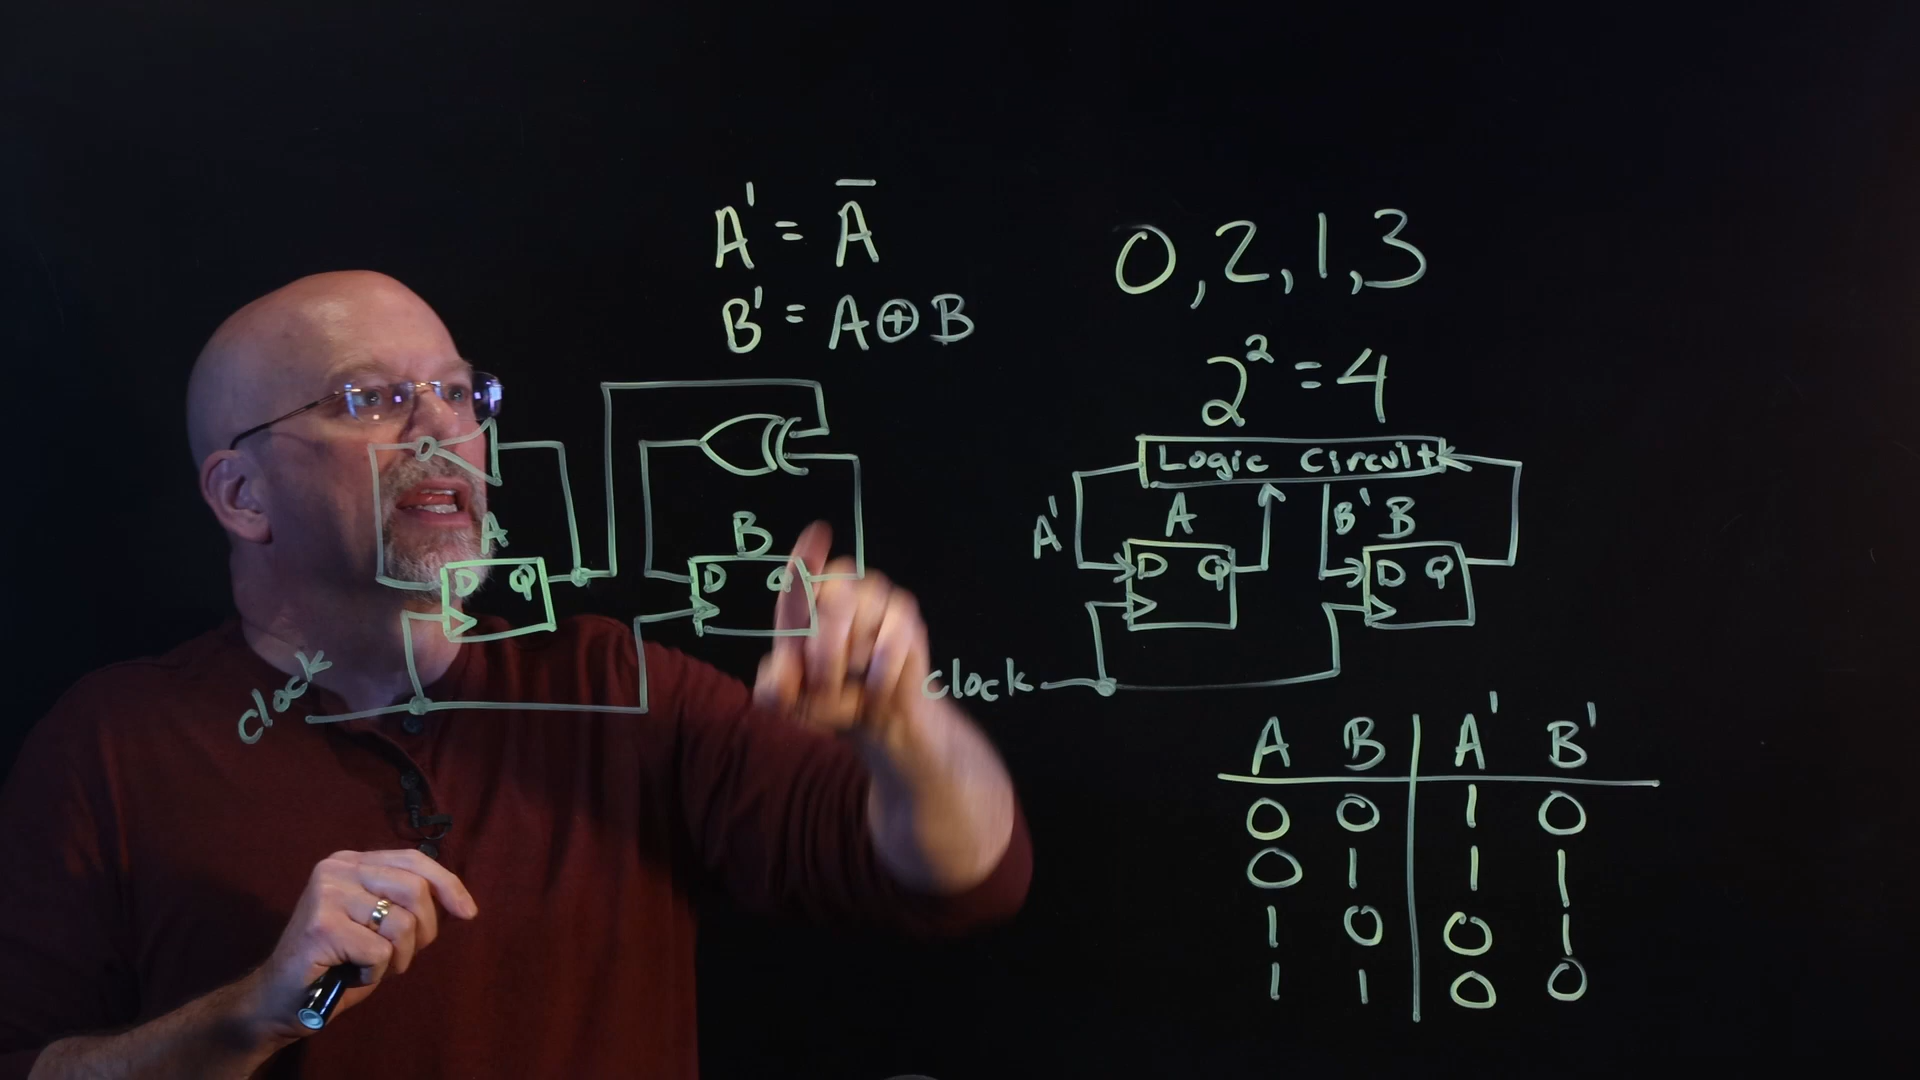 A' = A̅
B' = A ⊕ B
A
D Q
B
D Q
clock
0, 2, 1, 3
2² = 4
Logic Circuit
A'
A
D Q
B' B
D Q
clock
A B A' B'
0 0 1 0
0 1 1 1
1 0 0 1
1 1 0 0